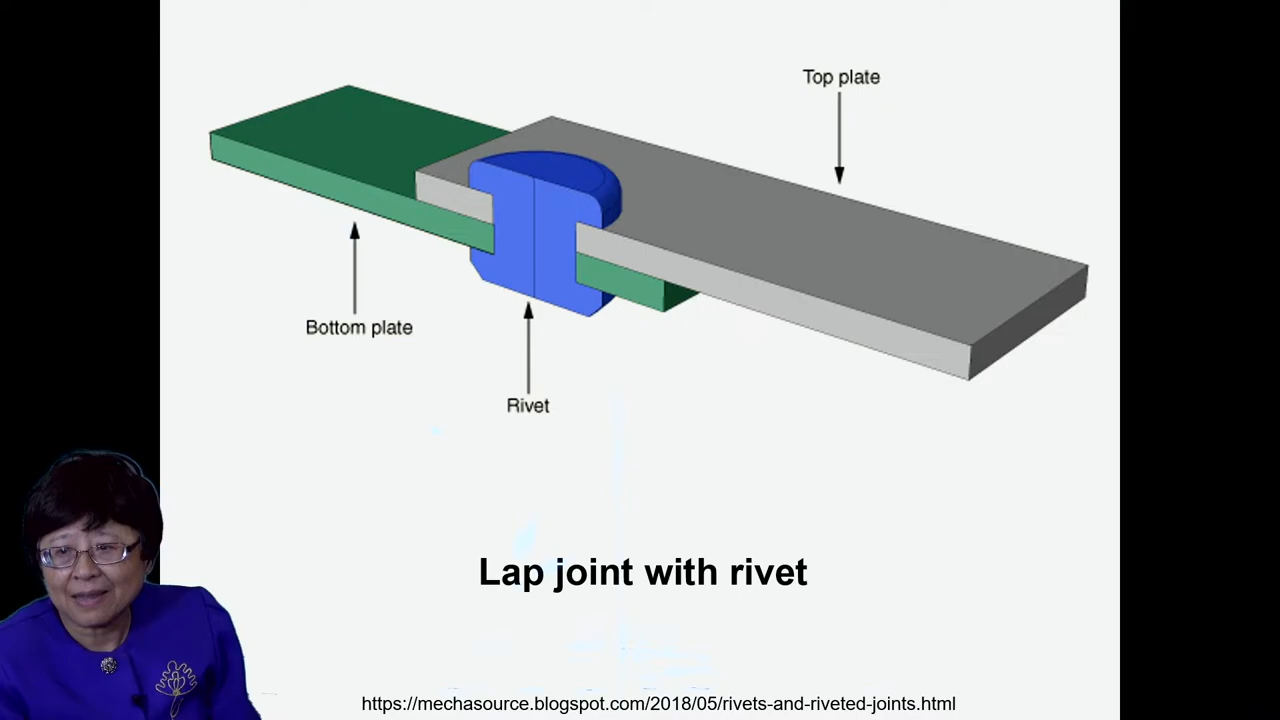 Top plate
Bottom plate
Rivet
Lap joint with rivet
https://mechasource.blogspot.com/2018/05/rivets-and-riveted-joints.html